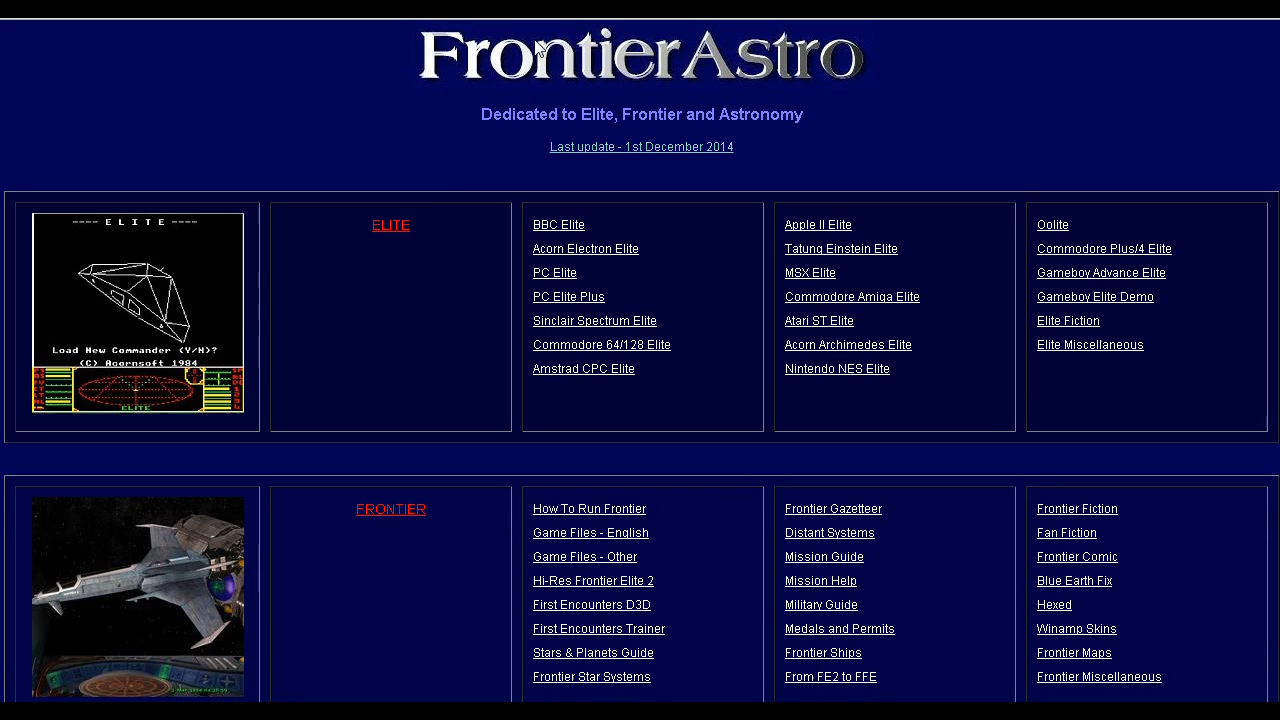 FrontierAstro
Dedicated to Elite, Frontier and Astronomy
Last update - 1st December 2014
---- E L I T E ----
Load New Commander (Y/N)?
(C) Acornsoft 1984
ELITE
ELITE
BBC Elite
Acorn Electron Elite
PC Elite
PC Elite Plus
Sinclair Spectrum Elite
Commodore 64/128 Elite
Amstrad CPC Elite
Apple II Elite
Tatung Einstein Elite
MSX Elite
Commodore Amiga Elite
Atari ST Elite
Acorn Archimedes Elite
Nintendo NES Elite
Oolite
Commodore Plus/4 Elite
Gameboy Advance Elite
Gameboy Elite Demo
Elite Fiction
Elite Miscellaneous
FRONTIER
How To Run Frontier
Game Files - English
Game Files - Other
Hi-Res Frontier Elite 2
First Encounters D3D
First Encounters Trainer
Stars & Planets Guide
Frontier Star Systems
Frontier Gazetteer
Distant Systems
Mission Guide
Mission Help
Military Guide
Medals and Permits
Frontier Ships
From FE2 to FFE
Frontier Fiction
Fan Fiction
Frontier Comic
Blue Earth Fix
Hexed
Winamp Skins
Frontier Maps
Frontier Miscellaneous